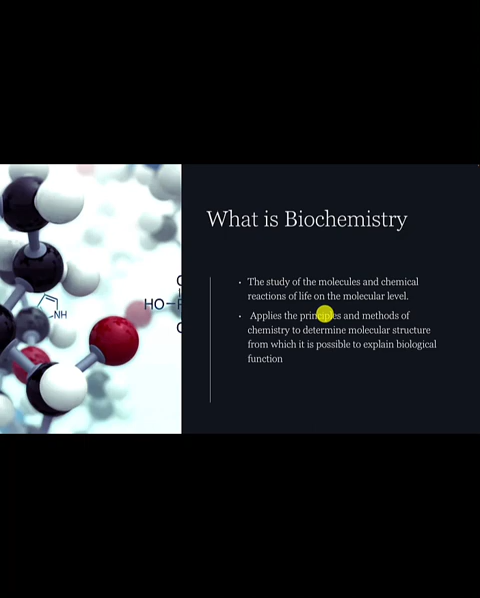 What is Biochemistry
• The study of the molecules and chemical
reactions of life on the molecular level.
• Applies the principles and methods of
chemistry to determine molecular structure
from which it is possible to explain biological
function
NH
HO